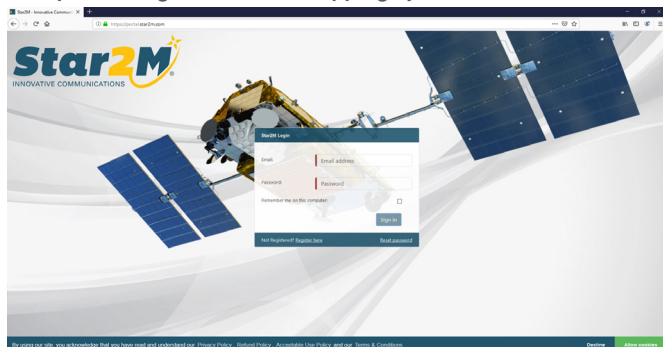 Star2M - Innovative Communic
https://portal.star2m.com
Star2M
INNOVATIVE COMMUNICATIONS
Star2M Login
Email:
Email address
Password:
Password
Remember me on this computer:
Sign in
Not Registered? Register here
Reset password
By using our site, you acknowledge that you have read and understand our Privacy Policy, Refund Policy, Acceptable Use Policy and our Terms & Conditions
Decline
Allow cookies